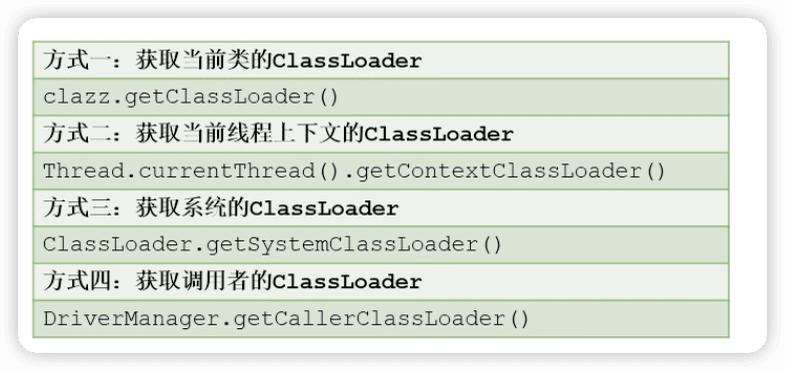 方式一：获取当前类的ClassLoader
clazz.getClassLoader()
方式二：获取当前线程上下文的ClassLoader
Thread.currentThread().getContextClassLoader()
方式三：获取系统的ClassLoader
ClassLoader.getSystemClassLoader()
方式四：获取调用者的ClassLoader
DriverManager.getCallerClassLoader()